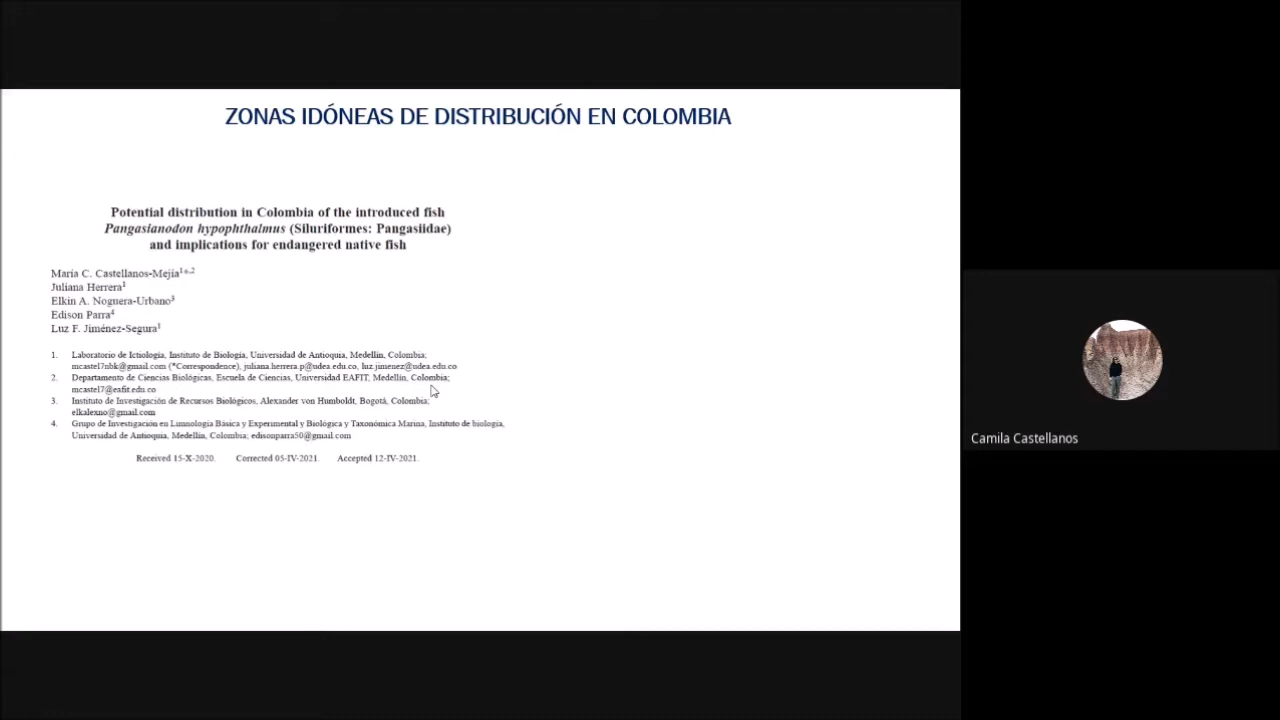 ZONAS IDÓNEAS DE DISTRIBUCIÓN EN COLOMBIA
Potential distribution in Colombia of the introduced fish
Pangasianodon hypophthalmus (Siluriformes: Pangasiidae)
and implications for endangered native fish
María C. Castellanos-Mejía1*,2
Juliana Herrera1
Elkin A. Noguera-Urbano3
Edison Parra4
Luz F. Jiménez-Segura1
1. Laboratorio de Ictiología, Instituto de Biología, Universidad de Antioquia, Medellín, Colombia;
mcastel7nbk@gmail.com (*Correspondence), juliana.herrera.p@udea.edu.co, luz.jimenez@udea.edu.co
2. Departamento de Ciencias Biológicas, Escuela de Ciencias, Universidad EAFIT, Medellín, Colombia;
mcastel7@eafit.edu.co
3. Instituto de Investigación de Recursos Biológicos, Alexander von Humboldt, Bogotá, Colombia;
elkalexno@gmail.com
4. Grupo de Investigación en Limnología Básica y Experimental y Biológica y Taxonómica Marina, Instituto de biología,
Universidad de Antioquia, Medellín, Colombia; edisonparra50@gmail.com
Received 15-X-2020. Corrected 05-IV-2021. Accepted 12-IV-2021.
Camila Castellanos